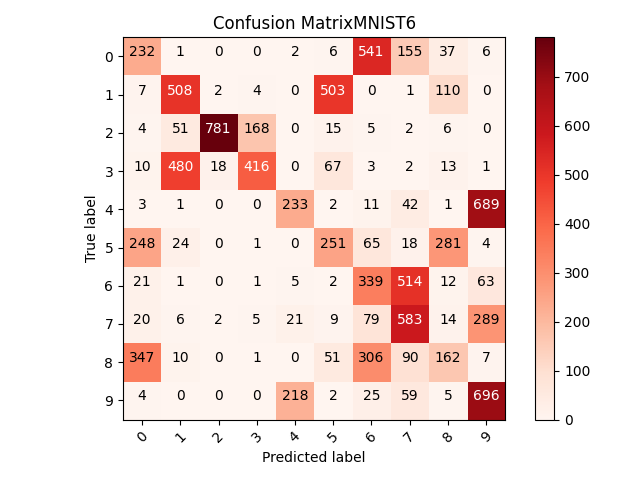 Confusion MatrixMNIST6
0 232 1 0 0 2 6 541 155 37 6
1 7 508 2 4 0 503 0 1 110 0
2 4 51 781 168 0 15 5 2 6 0
3 10 480 18 416 0 67 3 2 13 1
4 3 1 0 0 233 2 11 42 1 689
5 248 24 0 1 0 251 65 18 281 4
6 21 1 0 1 5 2 339 514 12 63
7 20 6 2 5 21 9 79 583 14 289
8 347 10 0 1 0 51 306 90 162 7
9 4 0 0 0 218 2 25 59 5 696
0 1 2 3 4 5 6 7 8 9
Predicted label
True label
700
600
500
400
300
200
100
0